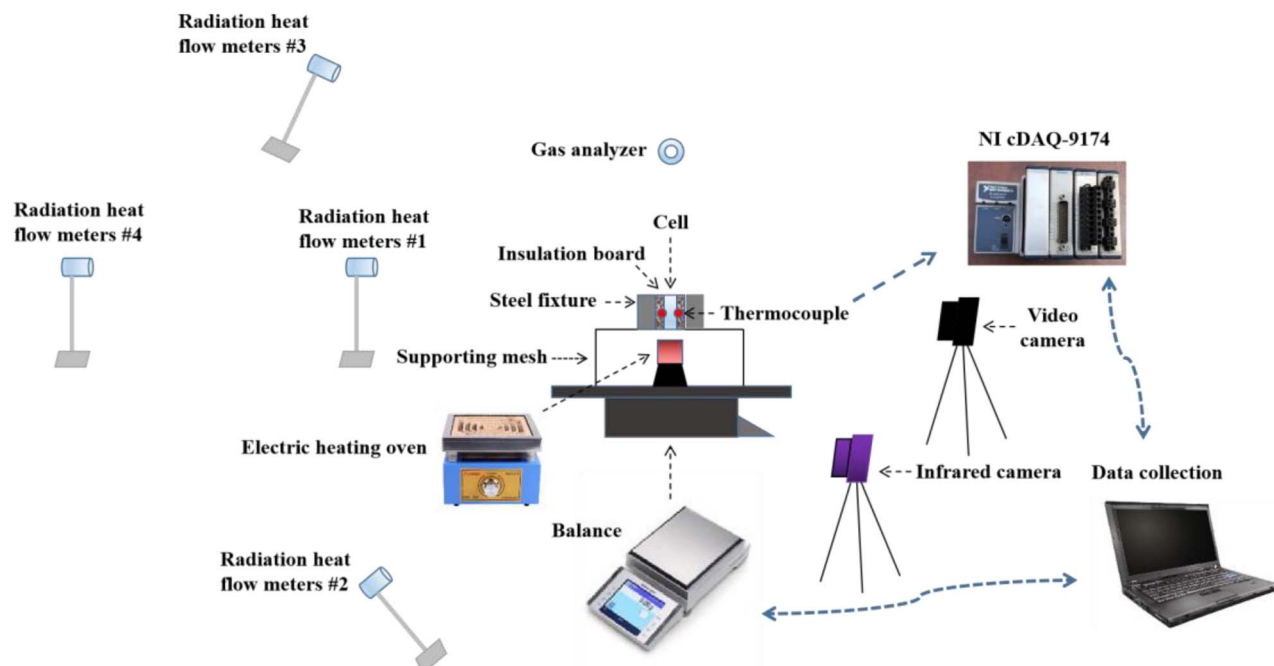 Radiation heat
flow meters #3
Gas analyzer
NI cDAQ-9174
Radiation heat
flow meters #4
Radiation heat
flow meters #1
Cell
Insulation board
Steel fixture
Thermocouple
Video
camera
Supporting mesh
Electric heating oven
Infrared camera
Data collection
Balance
Radiation heat
flow meters #2